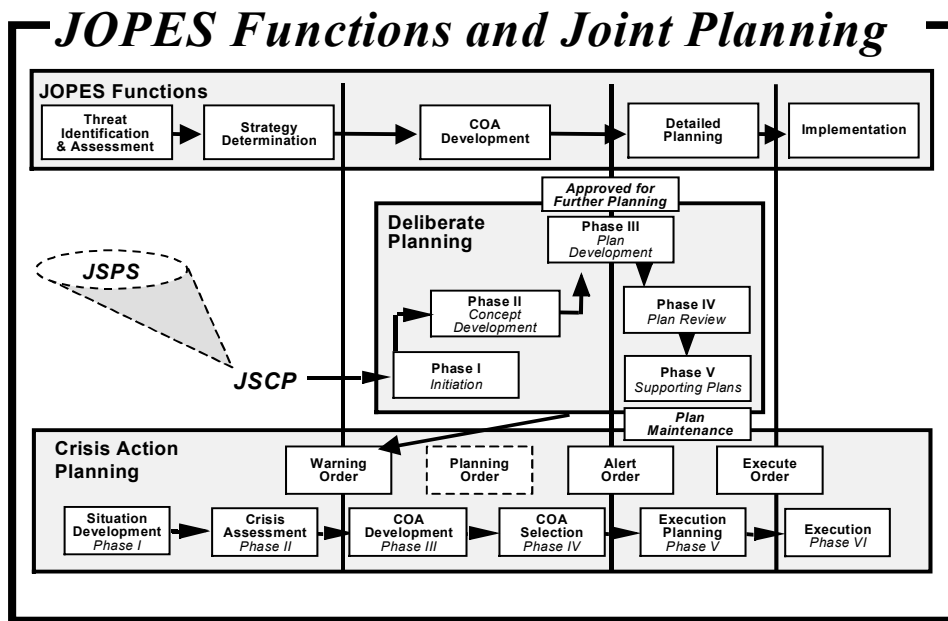 JOPES Functions and Joint Planning
JOPES Functions
Threat
Identification
& Assessment
Strategy
Determination
COA
Development
Detailed
Planning
Implementation
Approved for
Further Planning
Deliberate
Planning
Phase III
Plan
Development
JSPS
Phase II
Concept
Development
Phase IV
Plan Review
JSCP
Phase I
Initiation
Phase V
Supporting Plans
Plan
Maintenance
Crisis Action
Planning
Warning
Order
Planning
Order
Alert
Order
Execute
Order
Situation
Development
Phase I
Crisis
Assessment
Phase II
COA
Development
Phase III
COA
Selection
Phase IV
Execution
Planning
Phase V
Execution
Phase VI